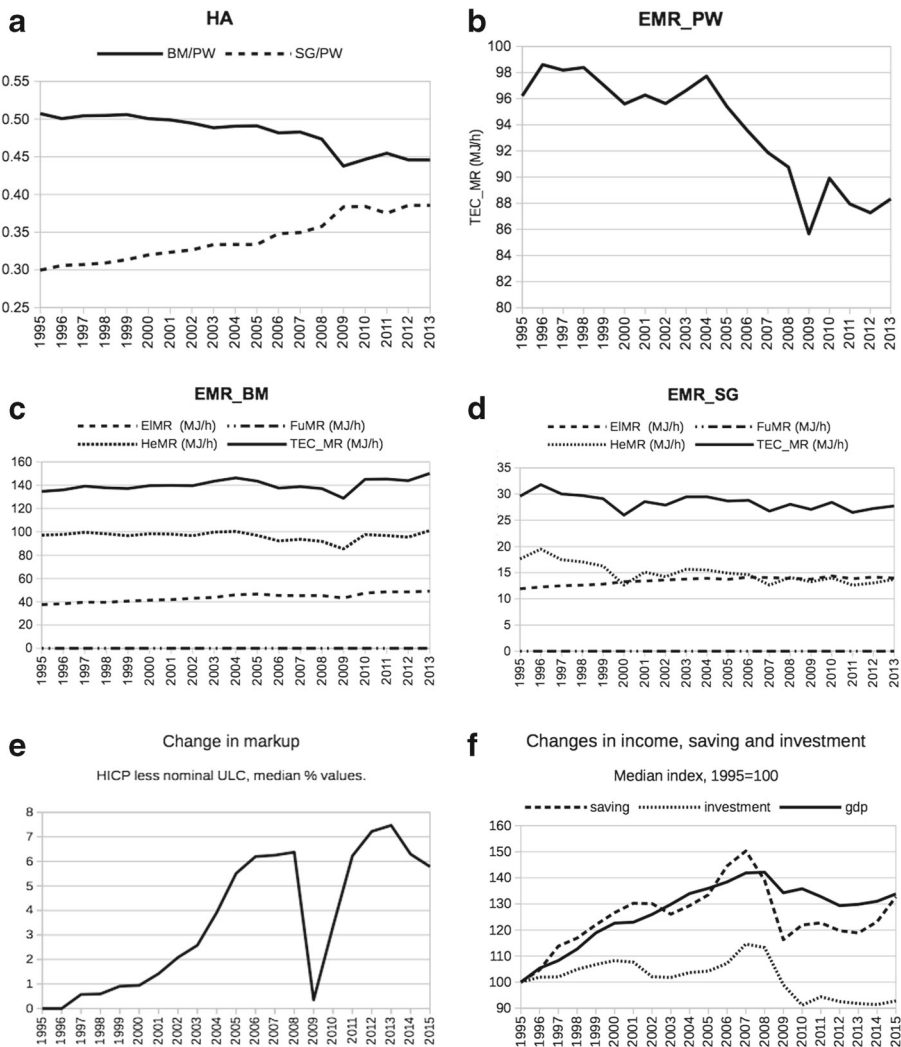 a
HA
BM/PW SG/PW
0.55
0.50
0.45
0.40
0.35
0.30
0.25
1995 1996 1997 1998 1999 2000 2001 2002 2003 2004 2005 2006 2007 2008 2009 2010 2011 2012 2013
b
EMR_PW
TEC_MR (MJ/h)
100
98
96
94
92
90
88
86
84
82
80
1995 1996 1997 1998 1999 2000 2001 2002 2003 2004 2005 2006 2007 2008 2009 2010 2011 2012 2013
c
EMR_BM
ElMR (MJ/h) FuMR (MJ/h)
HeMR (MJ/h) TEC_MR (MJ/h)
160
140
120
100
80
60
40
20
0
1995 1996 1997 1998 1999 2000 2001 2002 2003 2004 2005 2006 2007 2008 2009 2010 2011 2012 2013
d
EMR_SG
ElMR (MJ/h) FuMR (MJ/h)
HeMR (MJ/h) TEC_MR (MJ/h)
35
30
25
20
15
10
5
0
1995 1996 1997 1998 1999 2000 2001 2002 2003 2004 2005 2006 2007 2008 2009 2010 2011 2012 2013
e
Change in markup
HICP less nominal ULC, median % values.
8
7
6
5
4
3
2
1
0
1995 1996 1997 1998 1999 2000 2001 2002 2003 2004 2005 2006 2007 2008 2009 2010 2011 2012 2013 2014 2015
f
Changes in income, saving and investment
Median index, 1995=100
saving investment gdp
160
150
140
130
120
110
100
90
1995 1996 1997 1998 1999 2000 2001 2002 2003 2004 2005 2006 2007 2008 2009 2010 2011 2012 2013 2014 2015